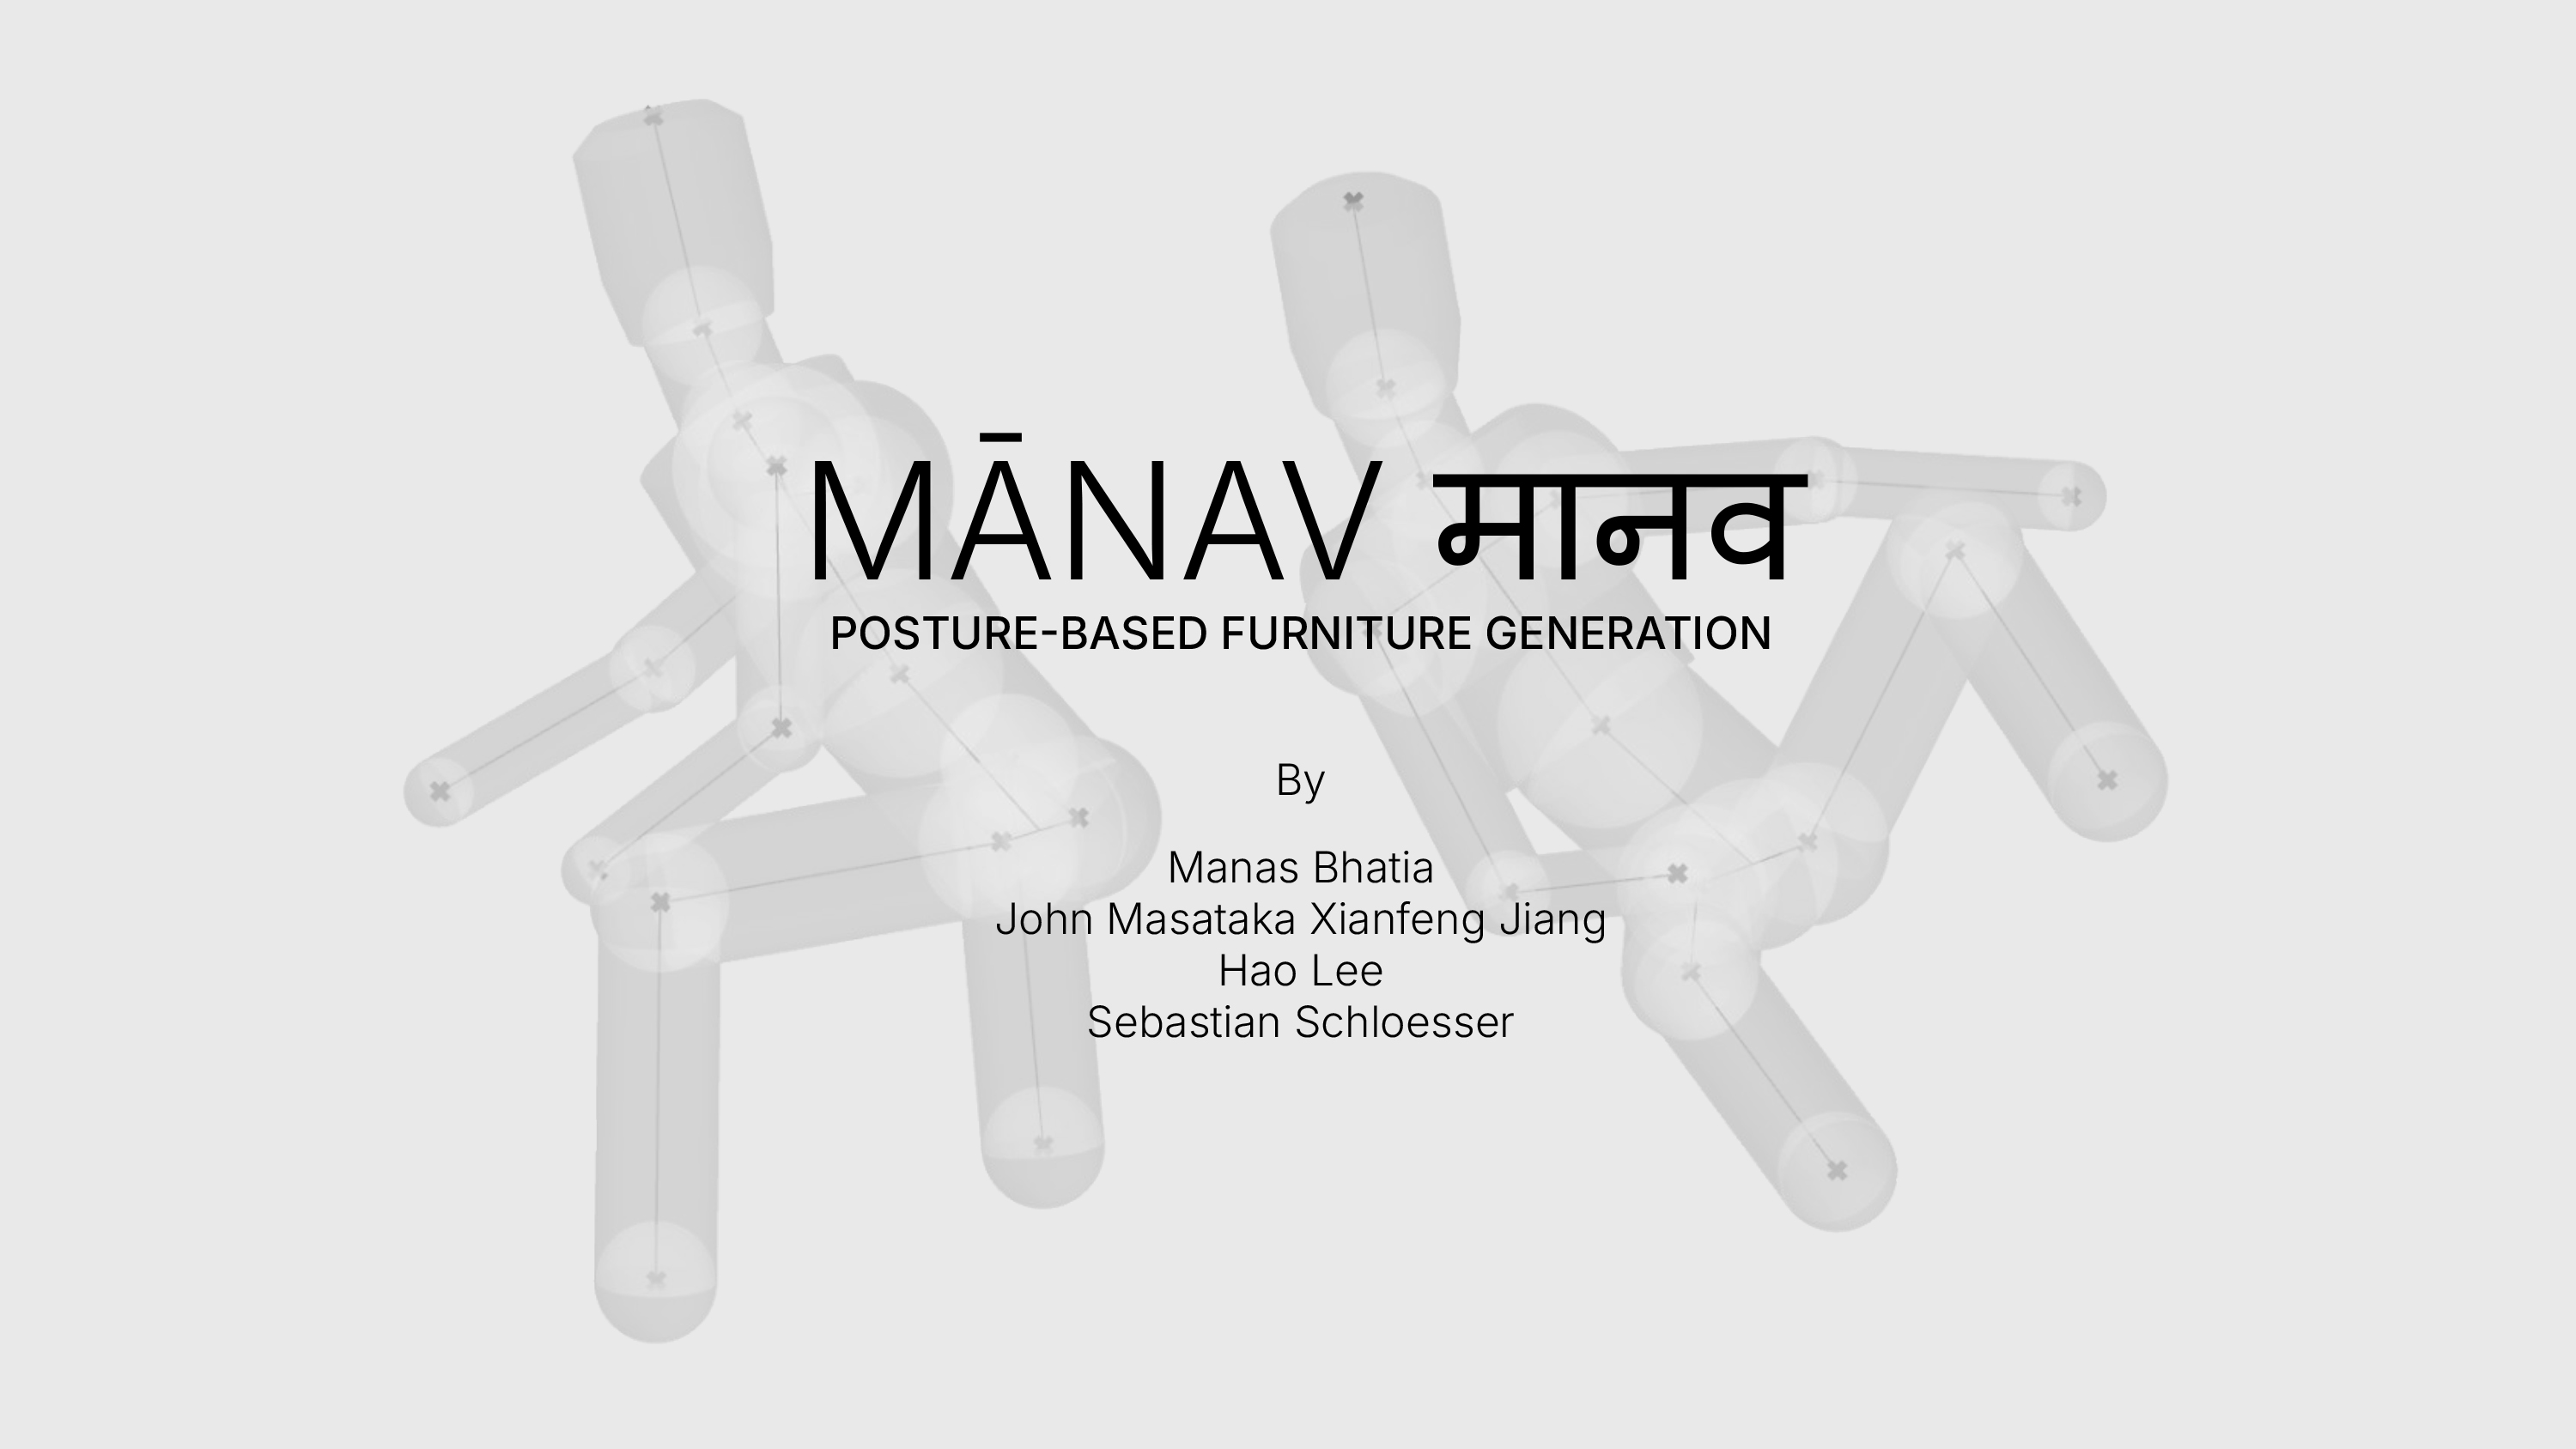 MĀNAV मानव
POSTURE-BASED FURNITURE GENERATION
By
Manas Bhatia
John Masataka Xianfeng Jiang
Hao Lee
Sebastian Schloesser